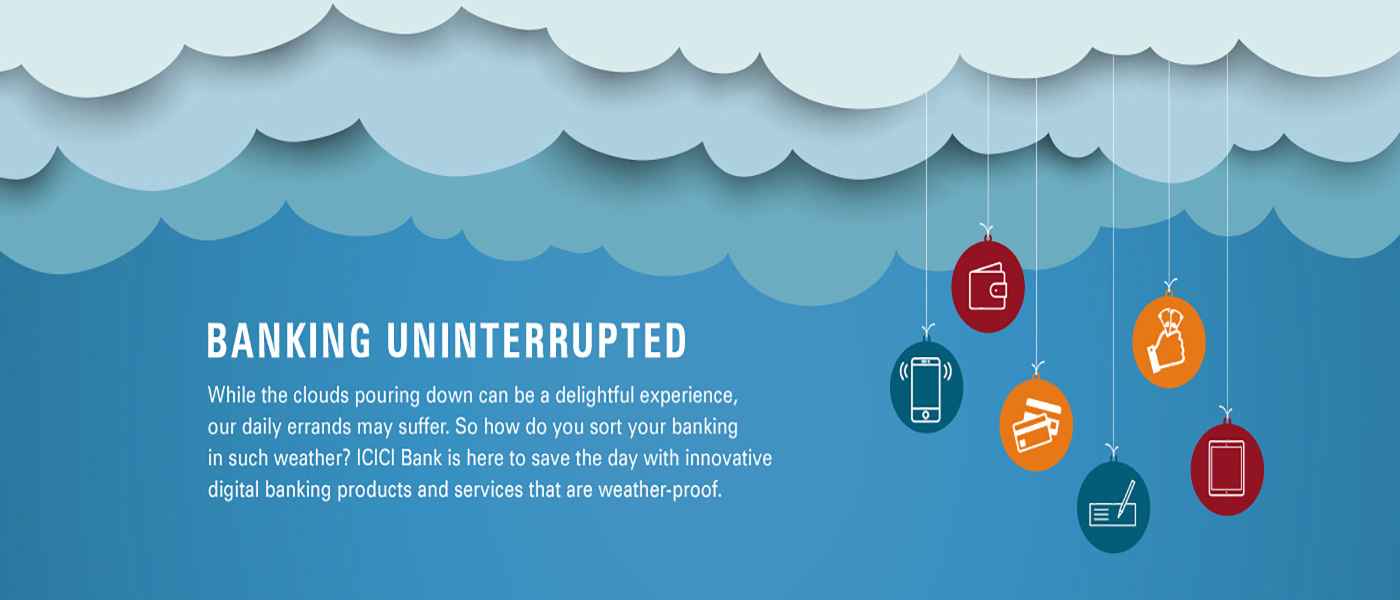 BANKING UNINTERRUPTED
While the clouds pouring down can be a delightful experience,
our daily errands may suffer. So how do you sort your banking
in such weather? ICICI Bank is here to save the day with innovative
digital banking products and services that are weather-proof.